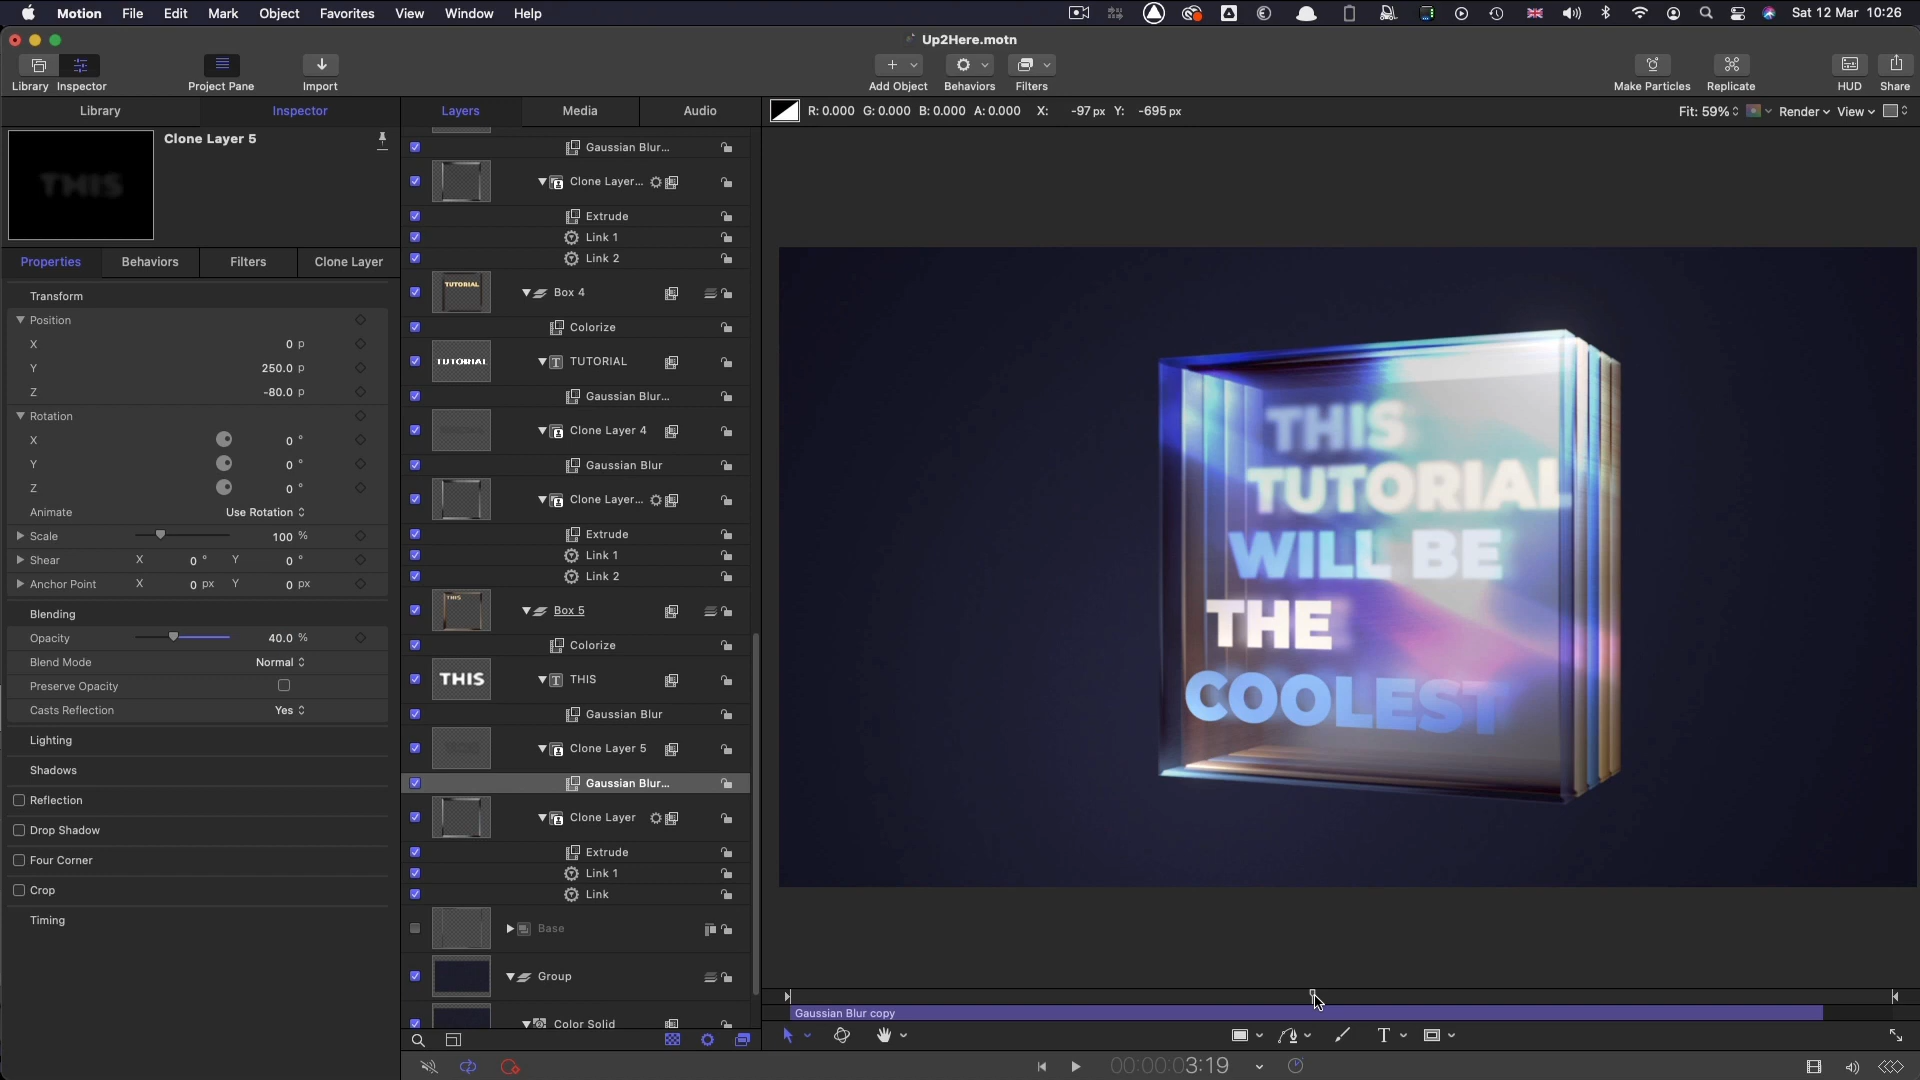 Motion File Edit Mark Object Favorites View Window Help Sat 12 Mar 10:26
Up2Here.motn
Library Inspector Project Pane Import Add Object Behaviors Filters Make Particles Replicate HUD Share
Library Inspector Layers Media Audio R: 0.000 G: 0.000 B: 0.000 A: 0.000 X: -97 px Y: -695 px Fit: 59% Render View
Clone Layer 5
THIS
Properties Behaviors Filters Clone Layer
Transform
Position
X 0 p
Y 250.0 p
Z -80.0 p
Rotation
X 0 °
Y 0 °
Z 0 °
Animate Use Rotation
Scale 100 %
Shear X 0 ° Y 0 °
Anchor Point X 0 px Y 0 px
Blending
Opacity 40.0 %
Blend Mode Normal
Preserve Opacity
Casts Reflection Yes
Lighting
Shadows
Reflection
Drop Shadow
Four Corner
Crop
Timing
Gaussian Blur...
Clone Layer...
Extrude
Link 1
Link 2
TUTORIAL Box 4
Colorize
TUTORIAL TUTORIAL
Gaussian Blur...
Clone Layer 4
Gaussian Blur
Clone Layer...
Extrude
Link 1
Link 2
THIS Box 5
Colorize
THIS THIS
Gaussian Blur
Clone Layer 5
Gaussian Blur...
Clone Layer
Extrude
Link 1
Link
Base
Group
Color Solid
THIS
TUTORIAL
WILL BE
THE
COOLEST
Gaussian Blur copy
T
00:00:03:19